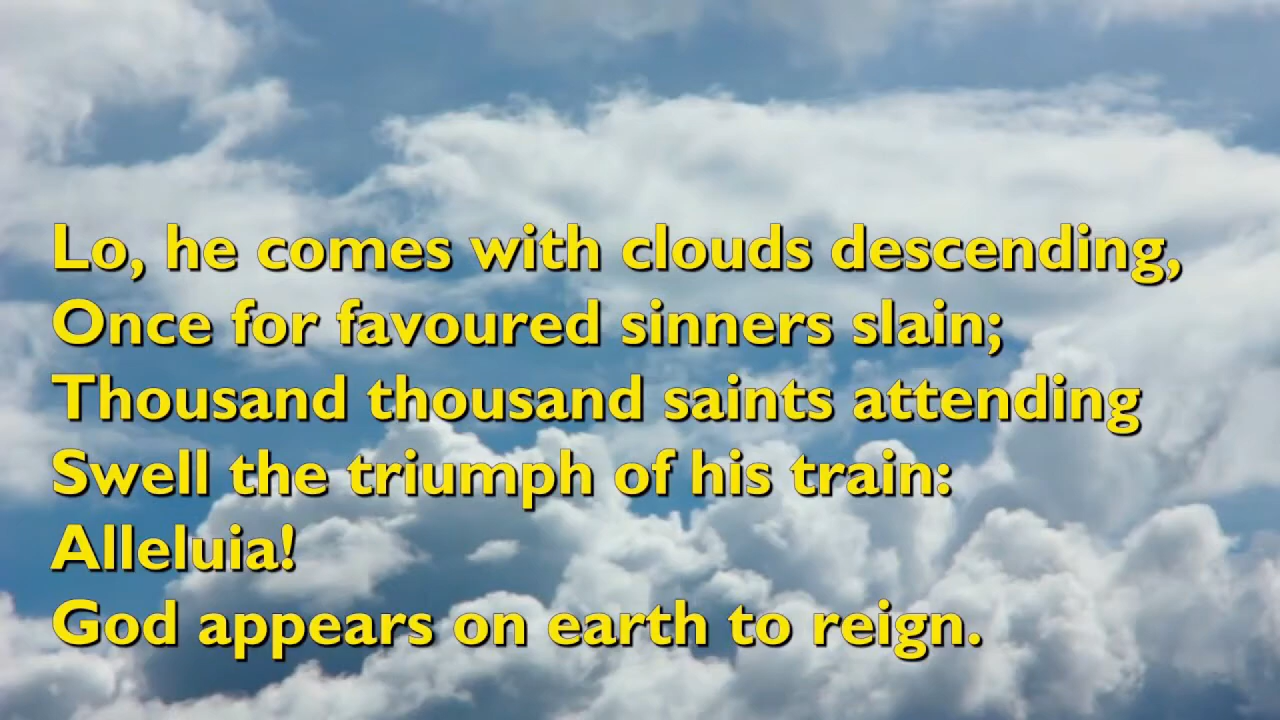 Lo, he comes with clouds descending,
Once for favoured sinners slain;
Thousand thousand saints attending
Swell the triumph of his train:
Alleluia!
God appears on earth to reign.